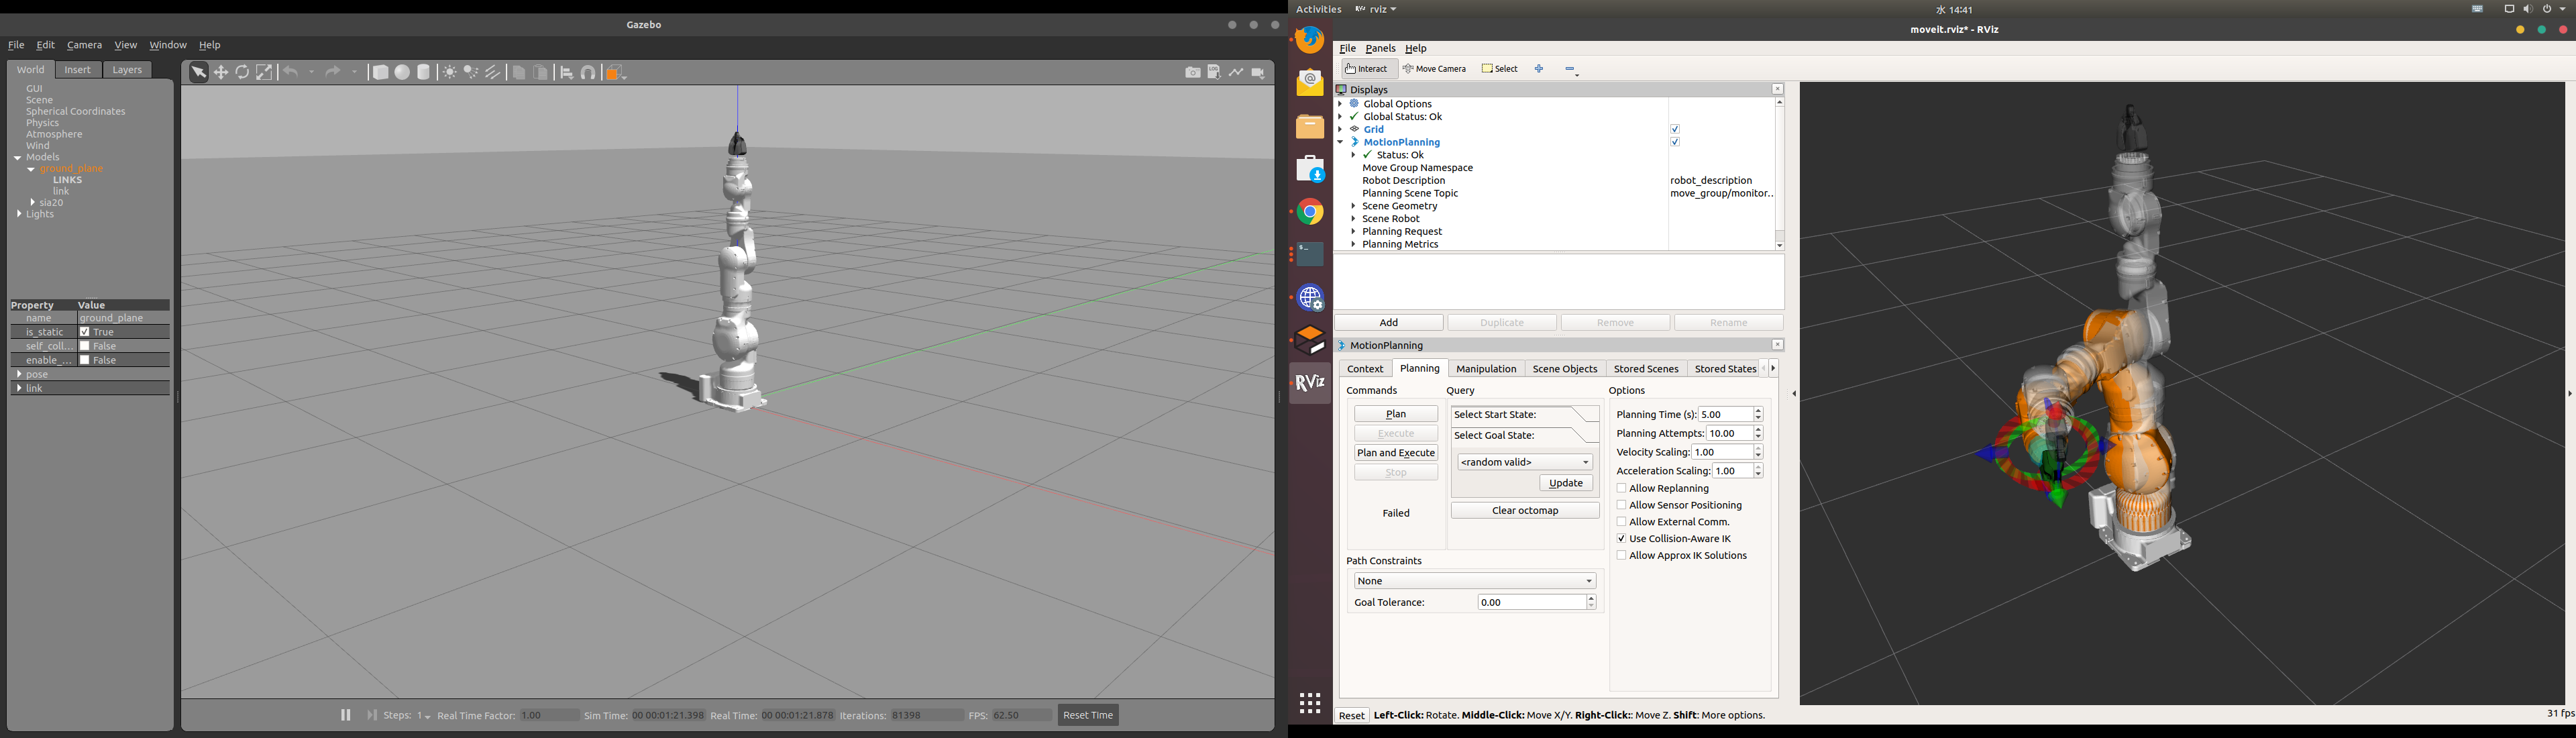 Gazebo
File Edit Camera View Window Help
World Insert Layers
GUI
Scene
Spherical Coordinates
Physics
Atmosphere
Wind
Models
ground_plane
LINKS
link
sia20
Lights
Property Value
name ground_plane
is_static True
self_coll... False
enable_... False
pose
link
Steps: 1 Real Time Factor: 1.00 Sim Time: 00 00:01:21.398 Real Time: 00 00:01:21.878 Iterations: 81398 FPS: 62.50 Reset Time
Activities RViz rviz 水 14:41
moveit.rviz* - RViz
File Panels Help
Interact Move Camera Select
Displays
Global Options
Global Status: Ok
Grid
MotionPlanning
Status: Ok
Move Group Namespace
Robot Description robot_description
Planning Scene Topic move_group/monitor...
Scene Geometry
Scene Robot
Planning Request
Planning Metrics
Add Duplicate Remove Rename
MotionPlanning
Context Planning Manipulation Scene Objects Stored Scenes Stored States
Commands Query Options
Plan
Execute
Plan and Execute
Stop
Failed
Select Start State:
Select Goal State:
<random valid>
Update
Clear octomap
Planning Time (s): 5.00
Planning Attempts: 10.00
Velocity Scaling: 1.00
Acceleration Scaling: 1.00
Allow Replanning
Allow Sensor Positioning
Allow External Comm.
Use Collision-Aware IK
Allow Approx IK Solutions
Path Constraints
None
Goal Tolerance: 0.00
RViz
Reset Left-Click: Rotate. Middle-Click: Move X/Y. Right-Click:: Move Z. Shift: More options. 31 fps